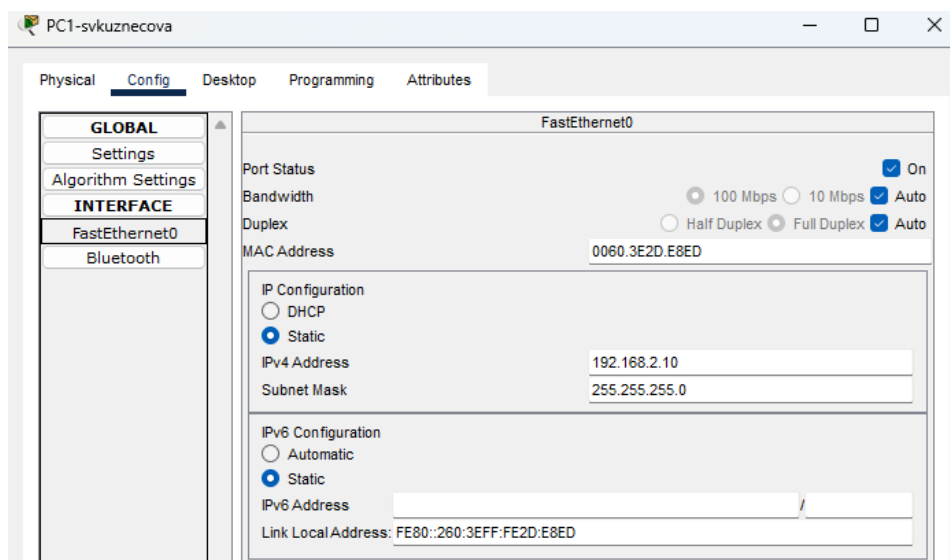 PC1-svkuznecova
Physical Config Desktop Programming Attributes
GLOBAL
Settings
Algorithm Settings
INTERFACE
FastEthernet0
Bluetooth
FastEthernet0
Port Status On
Bandwidth 100 Mbps 10 Mbps Auto
Duplex Half Duplex Full Duplex Auto
MAC Address 0060.3E2D.E8ED
IP Configuration
DHCP
Static
IPv4 Address 192.168.2.10
Subnet Mask 255.255.255.0
IPv6 Configuration
Automatic
Static
IPv6 Address /
Link Local Address: FE80::260:3EFF:FE2D:E8ED